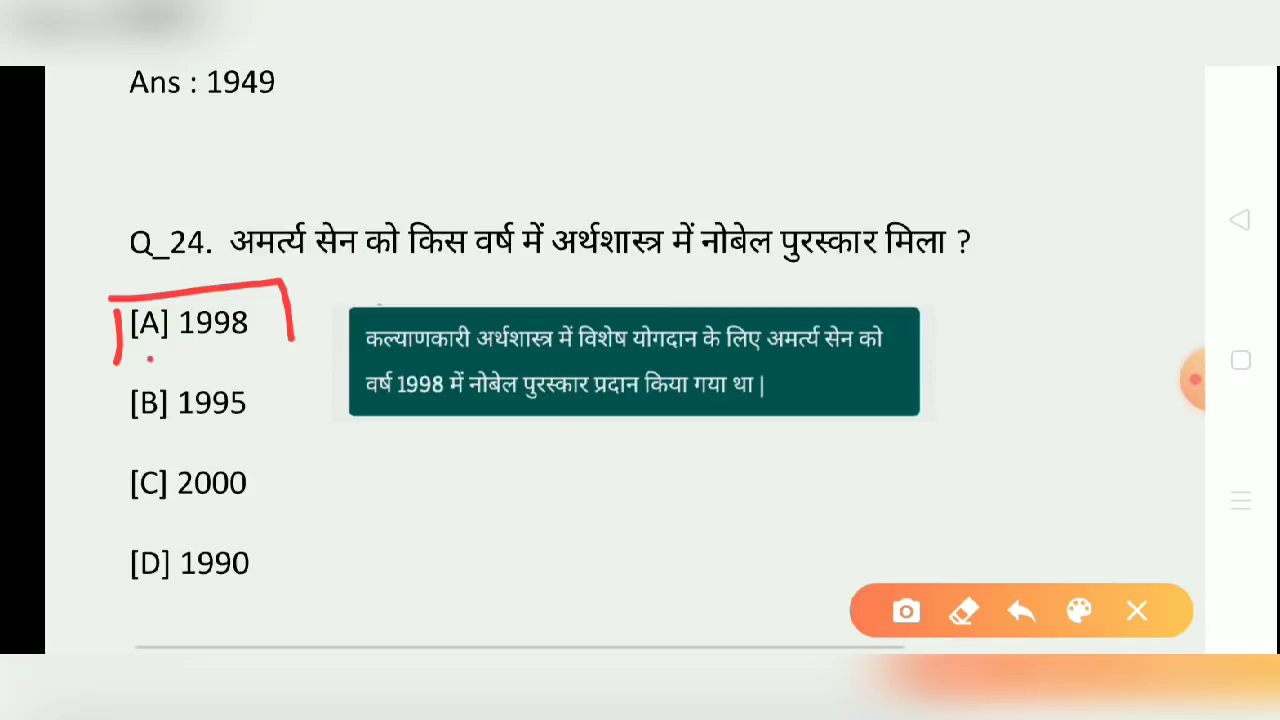 Ans : 1949
Q_24. अमर्त्य सेन को किस वर्ष में अर्थशास्त्र में नोबेल पुरस्कार मिला ?
[A] 1998
कल्याणकारी अर्थशास्त्र में विशेष योगदान के लिए अमर्त्य सेन को
वर्ष 1998 में नोबेल पुरस्कार प्रदान किया गया था |
[B] 1995
[C] 2000
[D] 1990